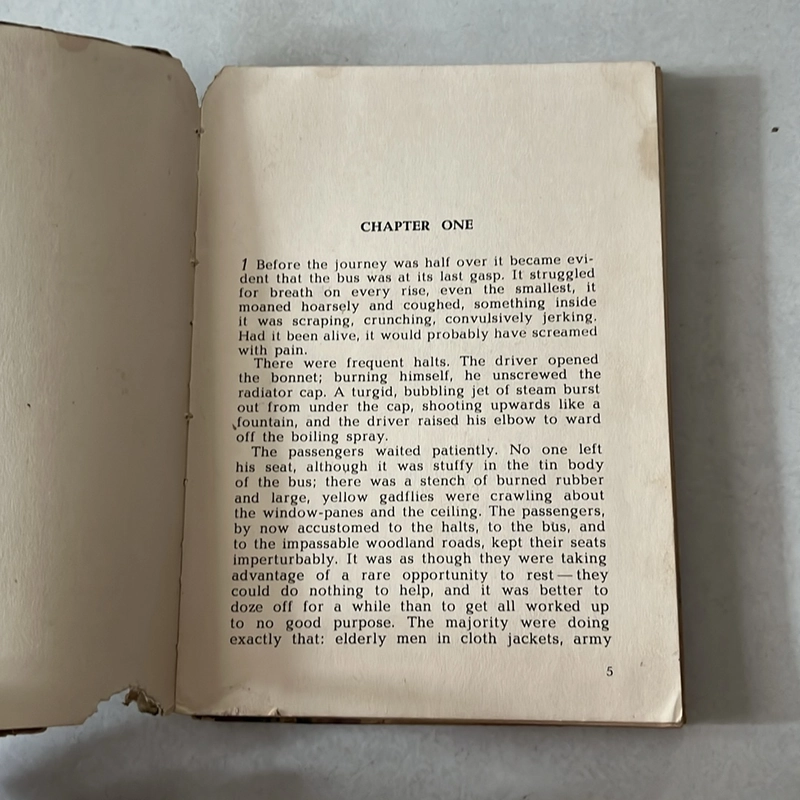 CHAPTER ONE
1 Before the journey was half over it became evi-
dent that the bus was at its last gasp. It struggled
for breath on every rise, even the smallest, it
moaned hoarsely and coughed, something inside
it was scraping, crunching, convulsively jerking.
Had it been alive, it would probably have screamed
with pain.
There were frequent halts. The driver opened
the bonnet; burning himself, he unscrewed the
radiator cap. A turgid, bubbling jet of steam burst
out from under the cap, shooting upwards like a
fountain, and the driver raised his elbow to ward
off the boiling spray.
The passengers waited patiently. No one left
his seat, although it was stuffy in the tin body
of the bus; there was a stench of burned rubber
and large, yellow gadflies were crawling about
the window-panes and the ceiling. The passengers,
by now accustomed to the halts, to the bus, and
to the impassable woodland roads, kept their seats
imperturbably. It was as though they were taking
advantage of a rare opportunity to rest — they
could do nothing to help, and it was better to
doze off for a while than to get all worked up
to no good purpose. The majority were doing
exactly that: elderly men in cloth jackets, army
5